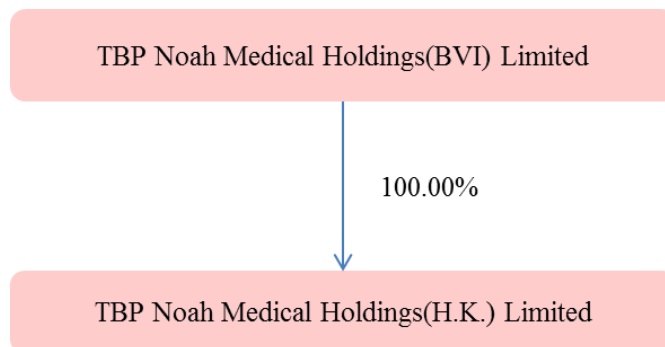 TBP Noah Medical Holdings(BVI) Limited
100.00%
TBP Noah Medical Holdings(H.K.) Limited